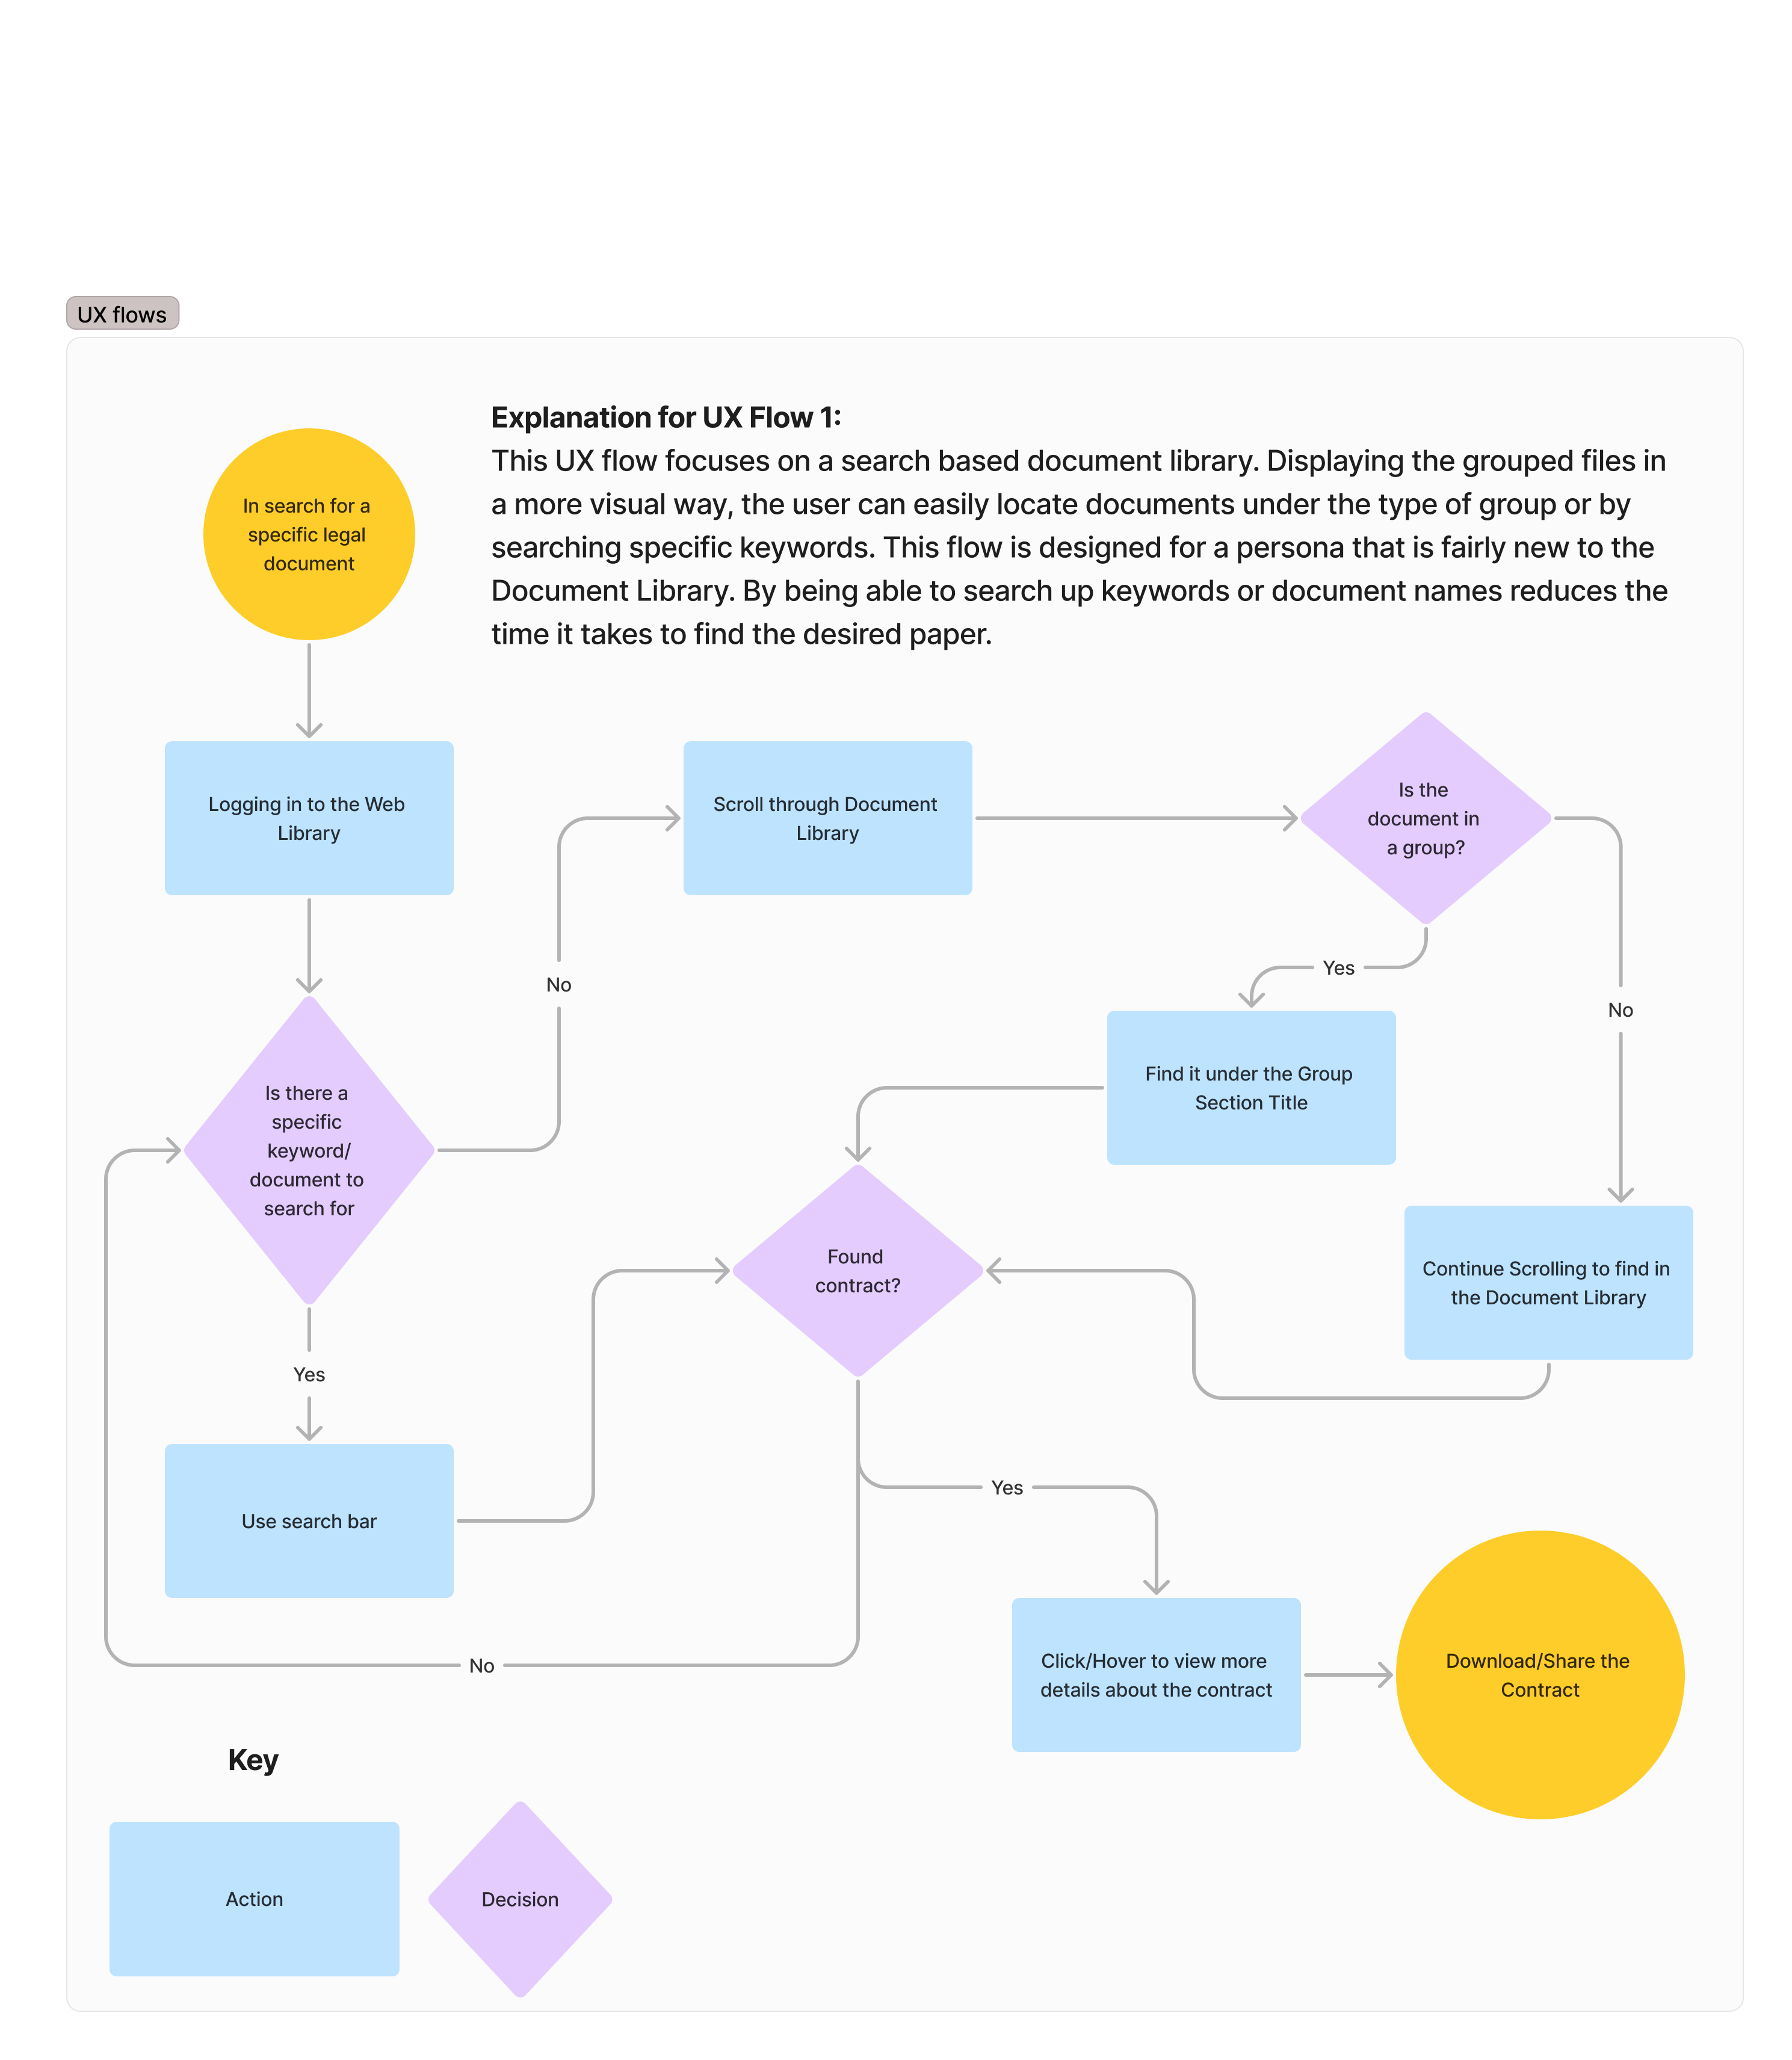 UX flows
Explanation for UX Flow 1:
This UX flow focuses on a search based document library. Displaying the grouped files in
a more visual way, the user can easily locate documents under the type of group or by
searching specific keywords. This flow is designed for a persona that is fairly new to the
Document Library. By being able to search up keywords or document names reduces the
time it takes to find the desired paper.
In search for a
specific legal
document
Logging in to the Web
Library
Scroll through Document
Library
Is the
document in
a group?
No
Yes
No
Find it under the Group
Section Title
Is there a
specific
keyword/
document to
search for
Found
contract?
Continue Scrolling to find in
the Document Library
Yes
Use search bar
Yes
No
Click/Hover to view more
details about the contract
Download/Share the
Contract
Key
Action
Decision